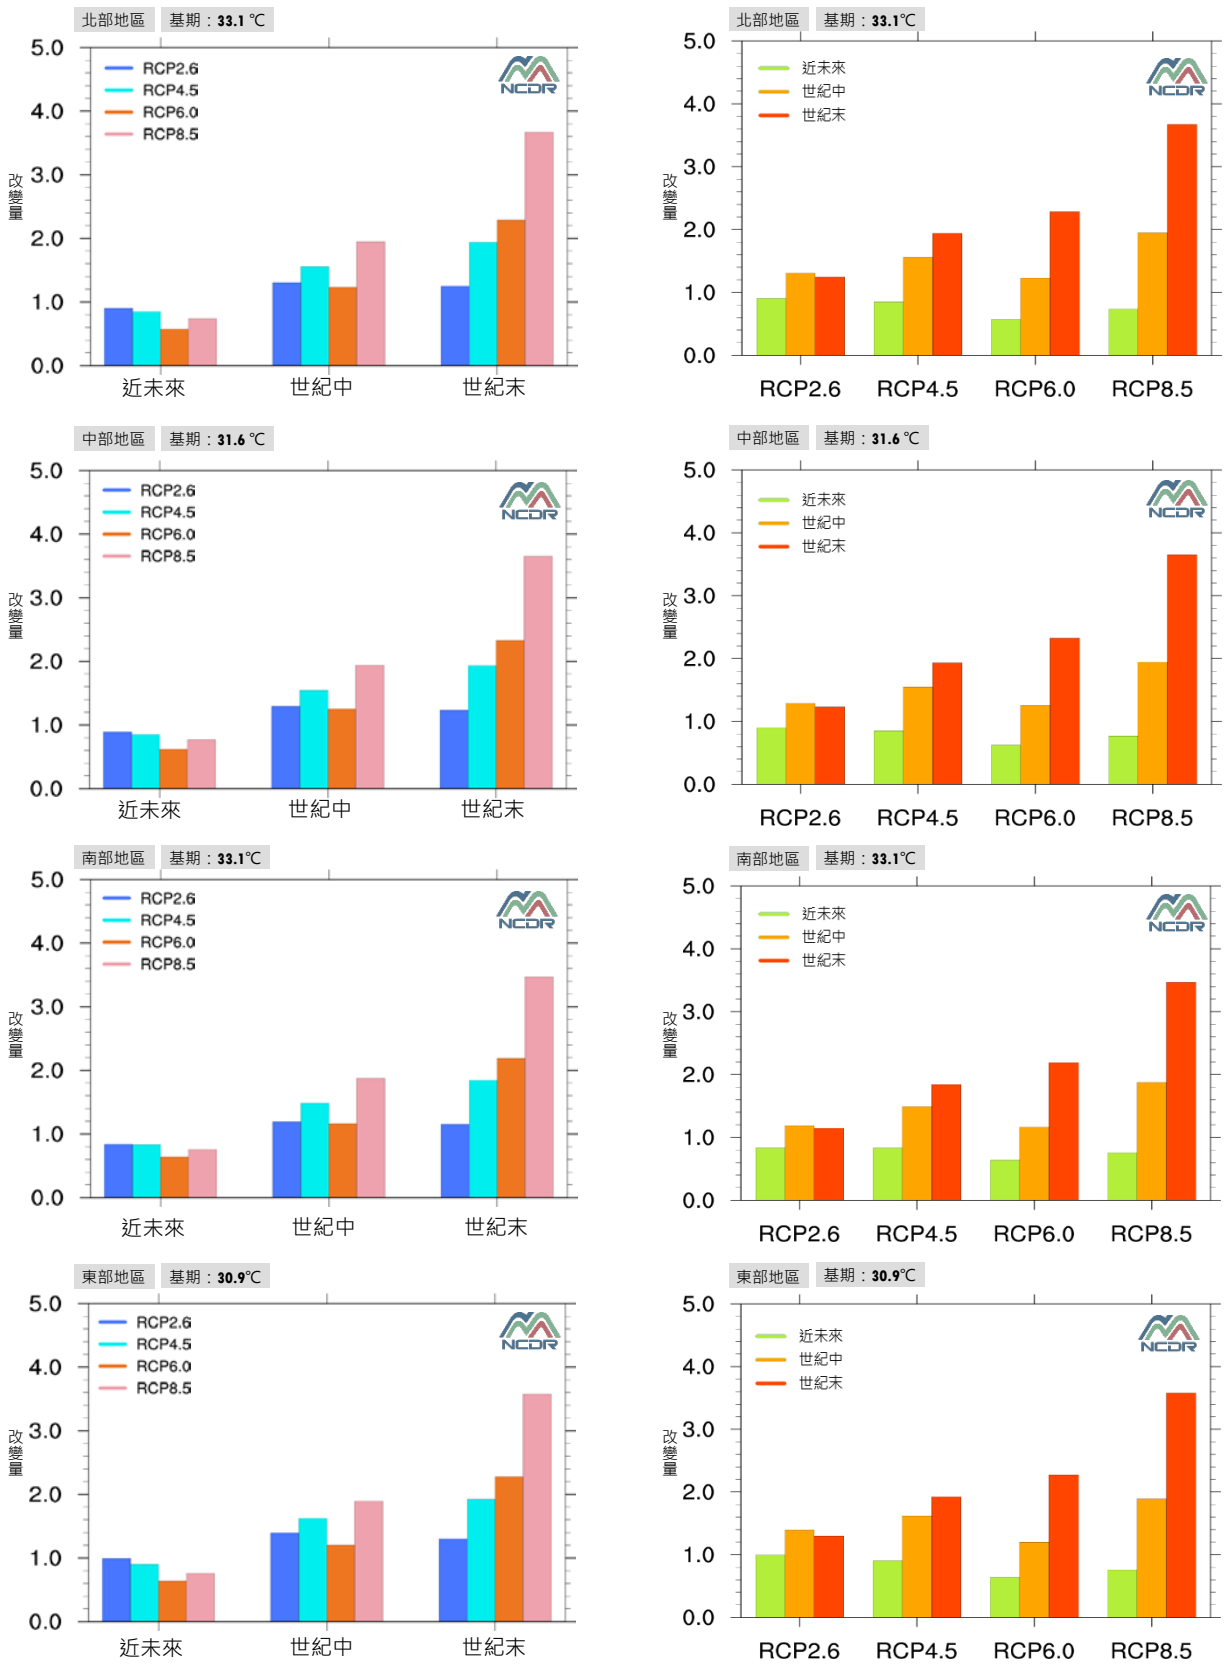 北部地區 基期：33.1 ℃
5.0
4.0
3.0
2.0
1.0
0.0
改變量
RCP2.6
RCP4.5
RCP6.0
RCP8.5
NCDR
近未來 世紀中 世紀末
北部地區 基期：33.1℃
5.0
4.0
3.0
2.0
1.0
0.0
改變量
近未來
世紀中
世紀末
NCDR
RCP2.6 RCP4.5 RCP6.0 RCP8.5
中部地區 基期：31.6 ℃
5.0
4.0
3.0
2.0
1.0
0.0
改變量
RCP2.6
RCP4.5
RCP6.0
RCP8.5
NCDR
近未來 世紀中 世紀末
中部地區 基期：31.6 ℃
5.0
4.0
3.0
2.0
1.0
0.0
改變量
近未來
世紀中
世紀末
NCDR
RCP2.6 RCP4.5 RCP6.0 RCP8.5
南部地區 基期：33.1℃
5.0
4.0
3.0
2.0
1.0
0.0
改變量
RCP2.6
RCP4.5
RCP6.0
RCP8.5
NCDR
近未來 世紀中 世紀末
南部地區 基期：33.1℃
5.0
4.0
3.0
2.0
1.0
0.0
改變量
近未來
世紀中
世紀末
NCDR
RCP2.6 RCP4.5 RCP6.0 RCP8.5
東部地區 基期：30.9℃
5.0
4.0
3.0
2.0
1.0
0.0
改變量
RCP2.6
RCP4.5
RCP6.0
RCP8.5
NCDR
近未來 世紀中 世紀末
東部地區 基期：30.9℃
5.0
4.0
3.0
2.0
1.0
0.0
改變量
近未來
世紀中
世紀末
NCDR
RCP2.6 RCP4.5 RCP6.0 RCP8.5